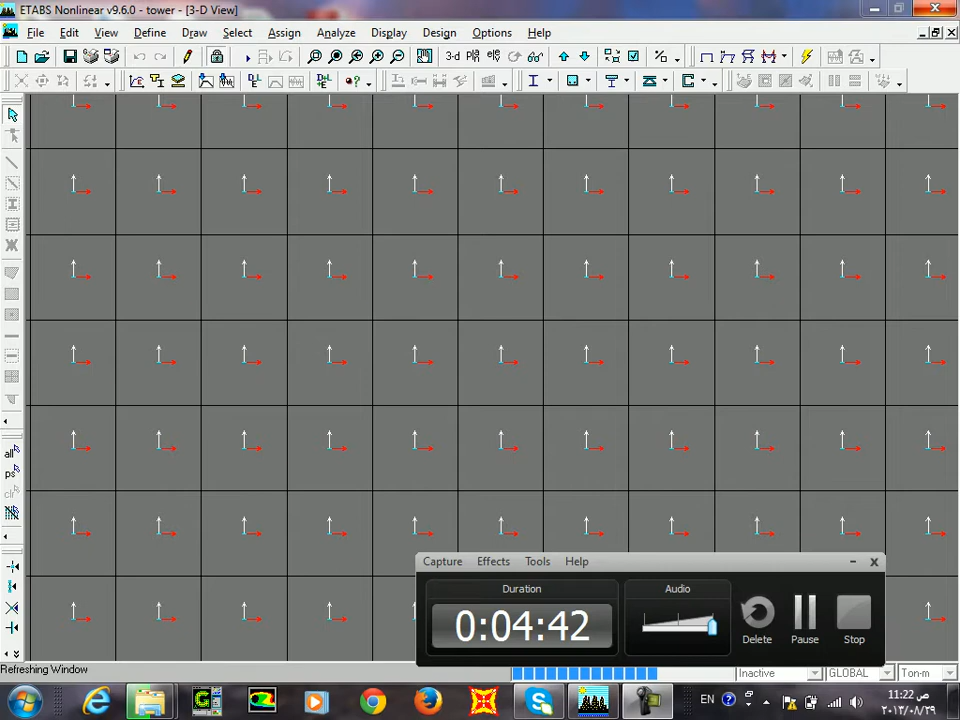 ETABS Nonlinear v9.6.0 - tower - [3-D View]
File Edit View Define Draw Select Assign Analyze Display Design Options Help
3-d
all
ps
clr
Capture Effects Tools Help
Duration
Audio
0:04:42
Delete
Pause
Stop
Refreshing Window
Inactive
GLOBAL
Ton-m
EN
11:22 ص
٢٠١٣/٠٨/٢٩